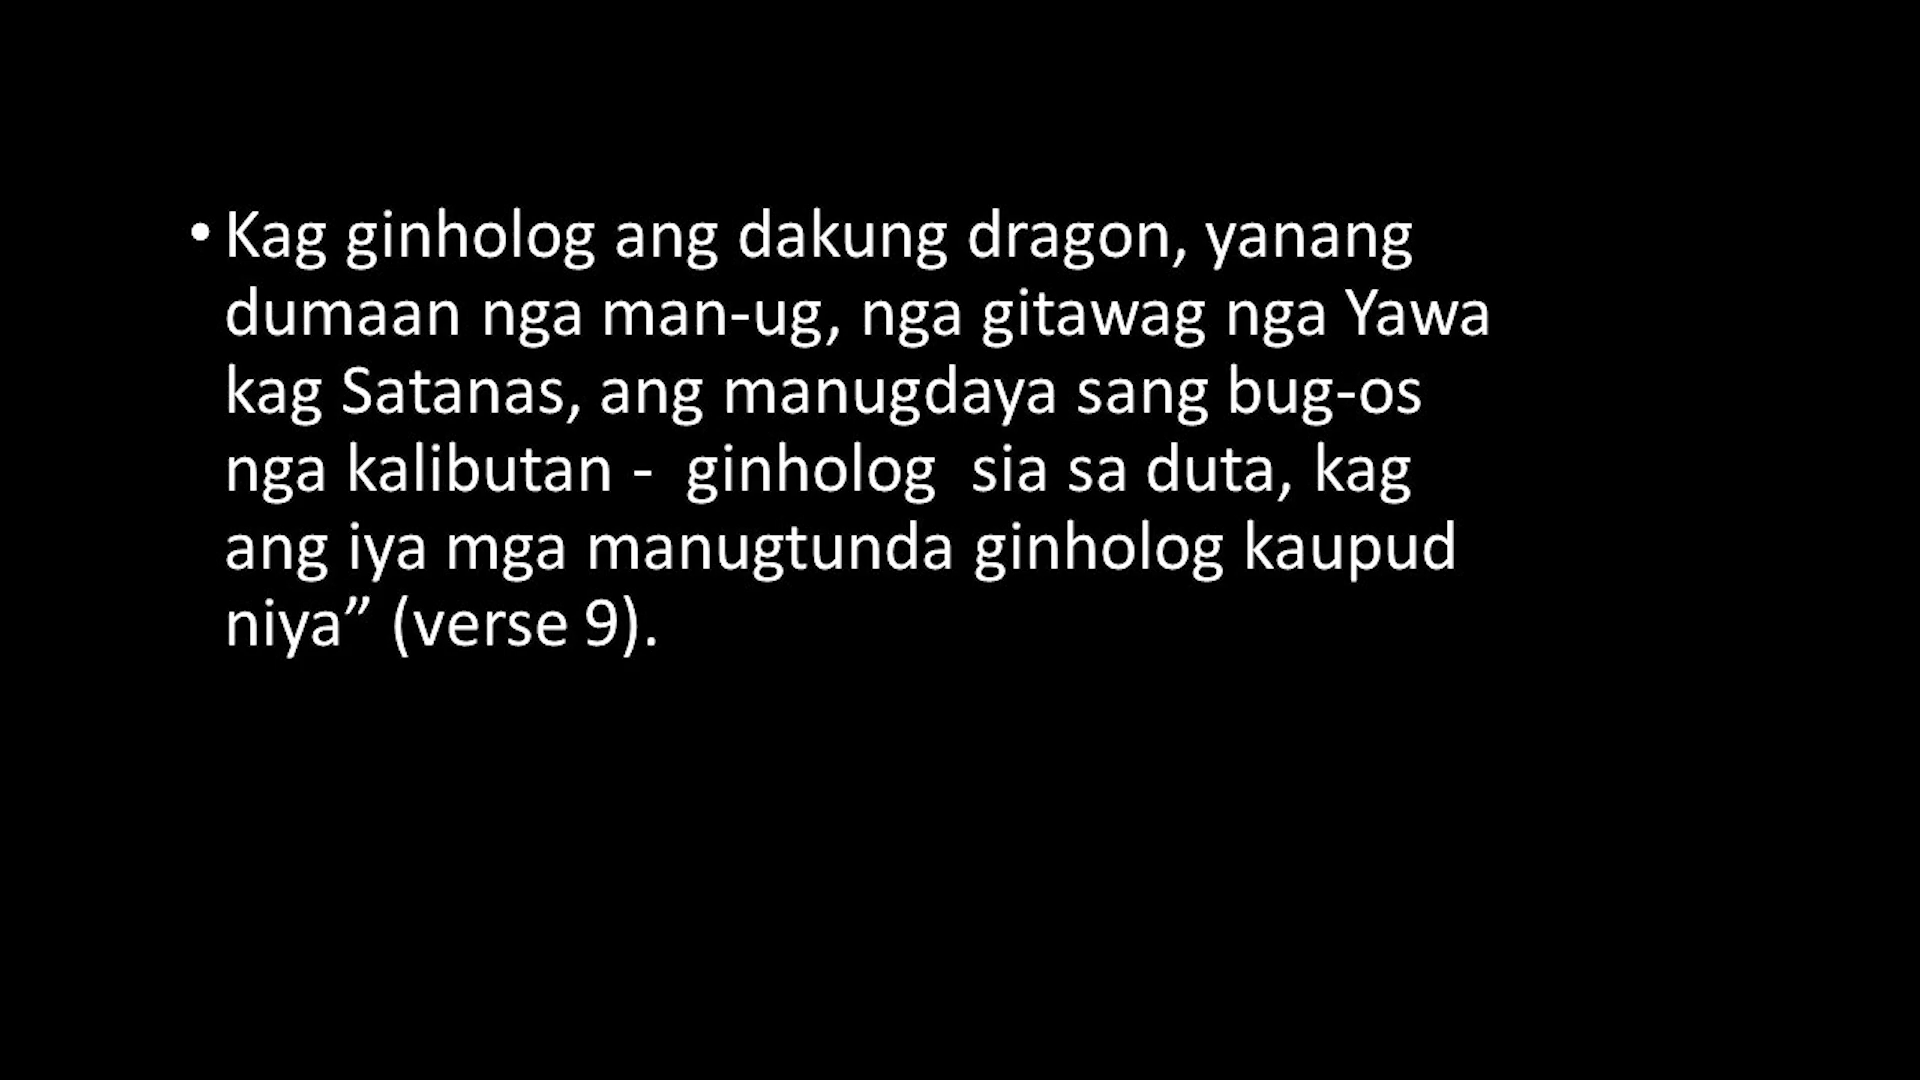 • Kag ginholog ang dakung dragon, yanang
dumaan nga man-ug, nga gitawag nga Yawa
kag Satanas, ang manugdaya sang bug-os
nga kalibutan -  ginholog  sia sa duta, kag
ang iya mga manugtunda ginholog kaupud
niya” (verse 9).